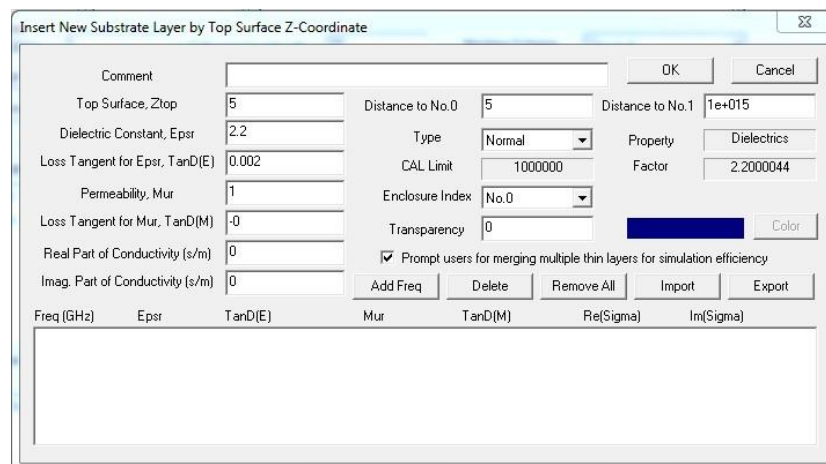 Insert New Substrate Layer by Top Surface Z-Coordinate
Comment OK Cancel
Top Surface, Ztop 5 Distance to No.0 5 Distance to No.1 1e+015
Dielectric Constant, Epsr 2.2 Type Normal Property Dielectrics
Loss Tangent for Epsr, TanD(E) 0.002 CAL Limit 1000000 Factor 2.2000044
Permeability, Mur 1 Enclosure Index No.0
Loss Tangent for Mur, TanD(M) -0 Transparency 0 Color
Real Part of Conductivity (s/m) 0 Prompt users for merging multiple thin layers for simulation efficiency
Imag. Part of Conductivity (s/m) 0 Add Freq Delete Remove All Import Export
Freq (GHz) Epsr TanD(E) Mur TanD(M) Re(Sigma) Im(Sigma)